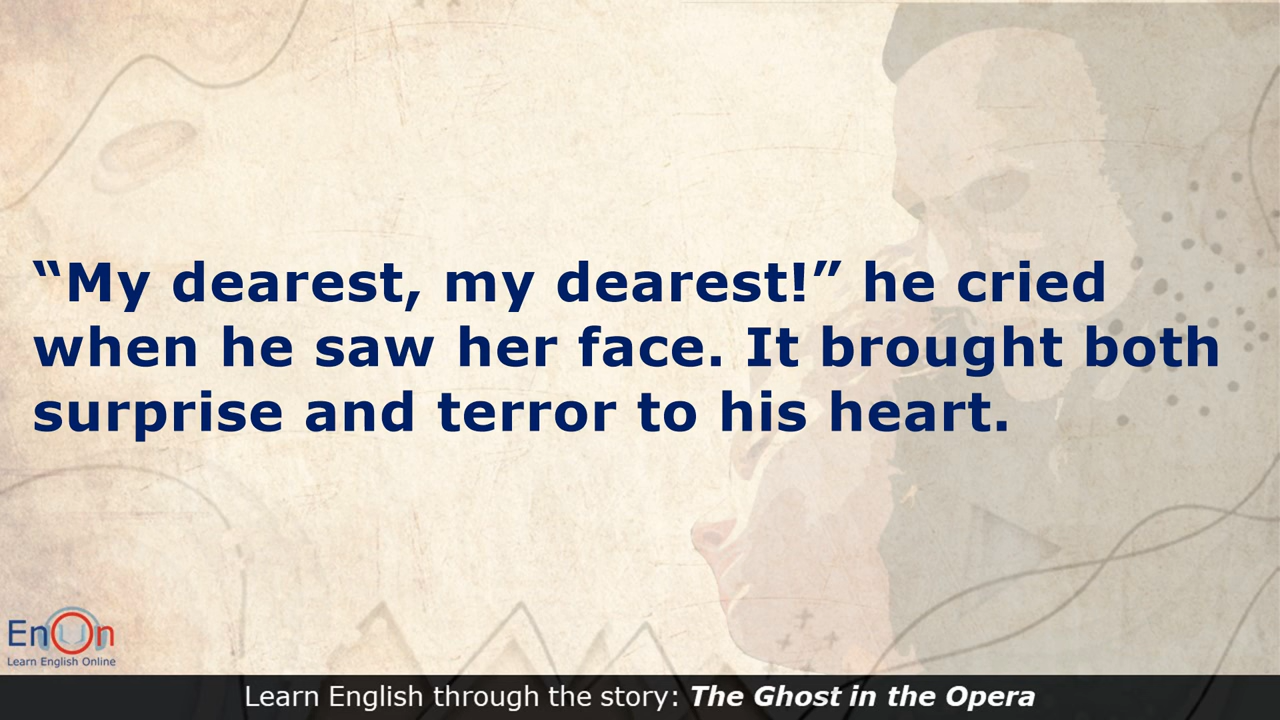 “My dearest, my dearest!” he cried
when he saw her face. It brought both
surprise and terror to his heart.
EnOn
Learn English Online
Learn English through the story: The Ghost in the Opera